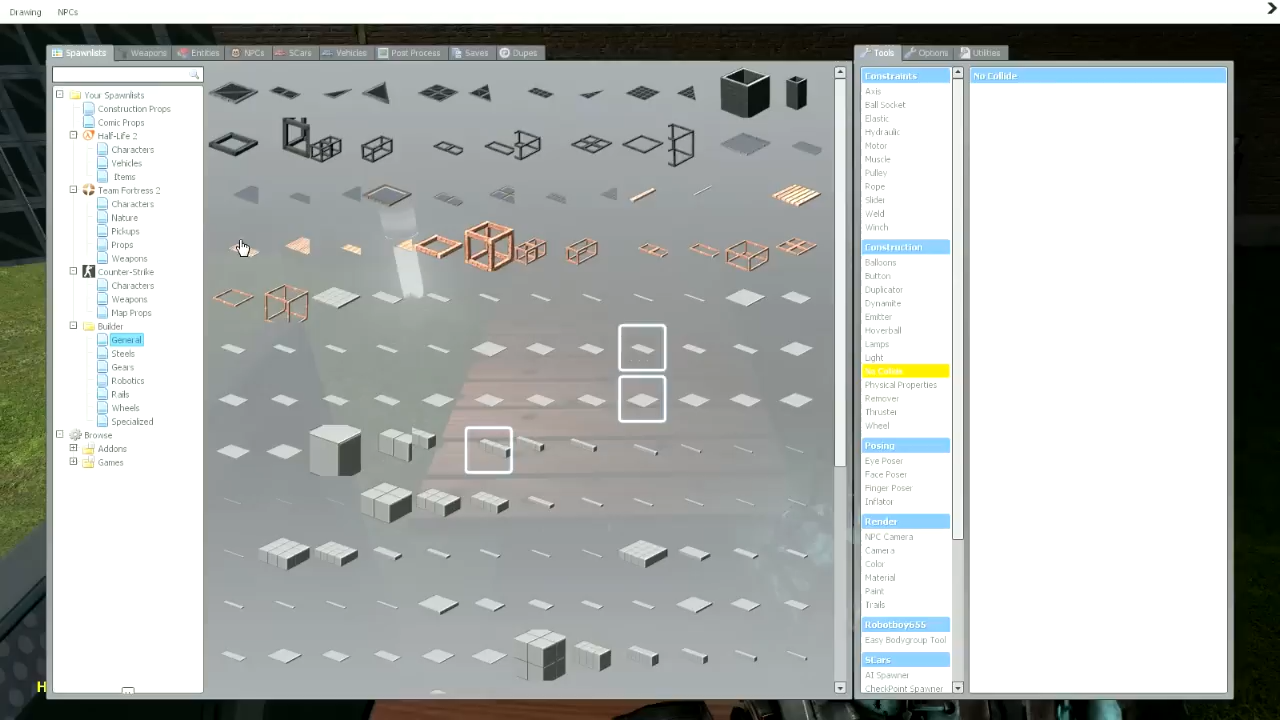 Drawing NPCs
Spawnlists Weapons Entities NPCs SCars Vehicles Post Process Saves Dupes
Tools Options Utilities
Your Spawnlists
Construction Props
Comic Props
Half-Life 2
Characters
Vehicles
Items
Team Fortress 2
Characters
Nature
Pickups
Props
Weapons
Counter-Strike
Characters
Weapons
Map Props
Builder
General
Steels
Gears
Robotics
Rails
Wheels
Specialized
Browse
Addons
Games
Constraints
Axis
Ball Socket
Elastic
Hydraulic
Motor
Muscle
Pulley
Rope
Slider
Weld
Winch
Construction
Balloons
Button
Duplicator
Dynamite
Emitter
Hoverball
Lamps
Light
No Collide
Physical Properties
Remover
Thruster
Wheel
Posing
Eye Poser
Face Poser
Finger Poser
Inflator
Render
NPC Camera
Camera
Color
Material
Paint
Trails
Robotboy655
Easy Bodygroup Tool
SCars
AI Spawner
CheckPoint Spawner
No Collide
H